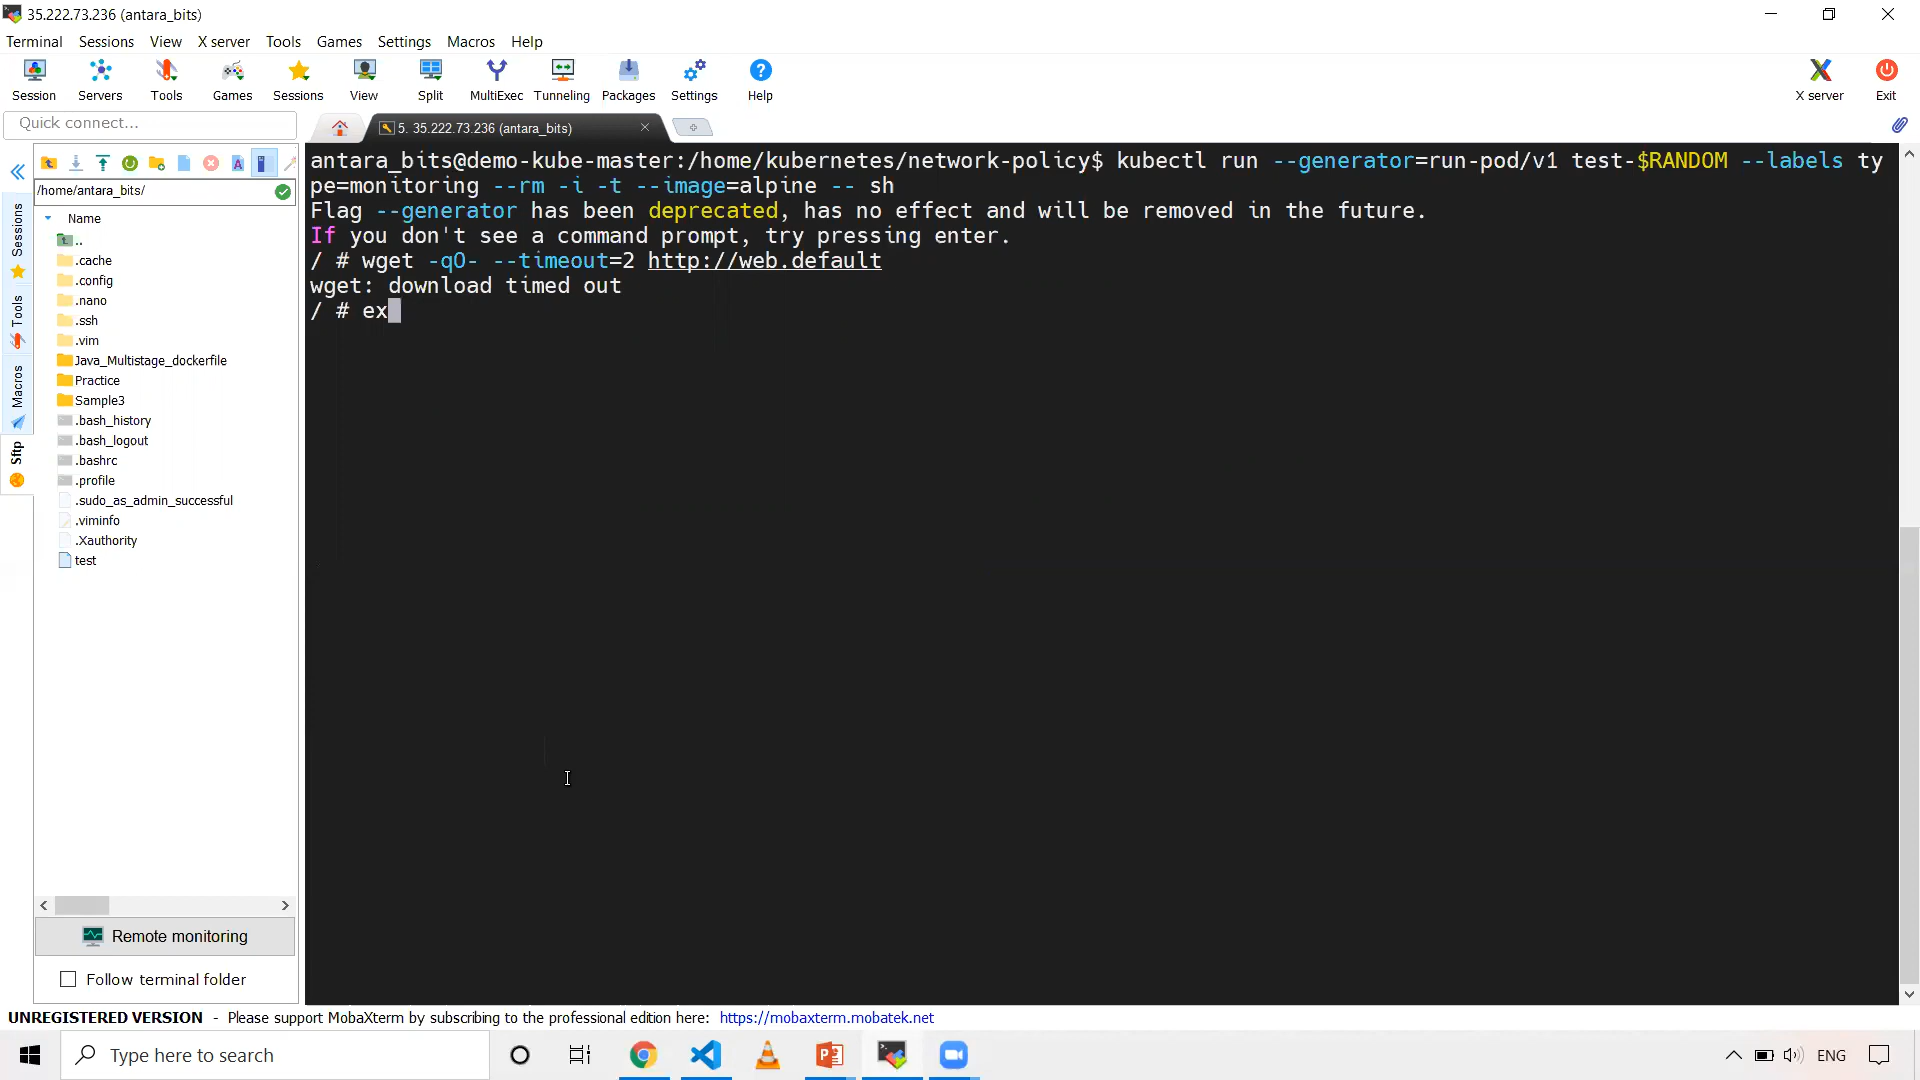 35.222.73.236 (antara_bits)
Terminal Sessions View X server Tools Games Settings Macros Help
Session Servers Tools Games Sessions View Split MultiExec Tunneling Packages Settings Help X server Exit
Quick connect...
5. 35.222.73.236 (antara_bits)
/home/antara_bits/
Name
..
.cache
.config
.nano
.ssh
.vim
Java_Multistage_dockerfile
Practice
Sample3
.bash_history
.bash_logout
.bashrc
.profile
.sudo_as_admin_successful
.viminfo
.Xauthority
test
Sessions
Tools
Macros
Sftp
antara_bits@demo-kube-master:/home/kubernetes/network-policy$ kubectl run --generator=run-pod/v1 test-$RANDOM --labels ty
pe=monitoring --rm -i -t --image=alpine -- sh
Flag --generator has been deprecated, has no effect and will be removed in the future.
If you don't see a command prompt, try pressing enter.
/ # wget -qO- --timeout=2 http://web.default
wget: download timed out
/ # ex
Remote monitoring
Follow terminal folder
UNREGISTERED VERSION - Please support MobaXterm by subscribing to the professional edition here: https://mobaxterm.mobatek.net
Type here to search
ENG